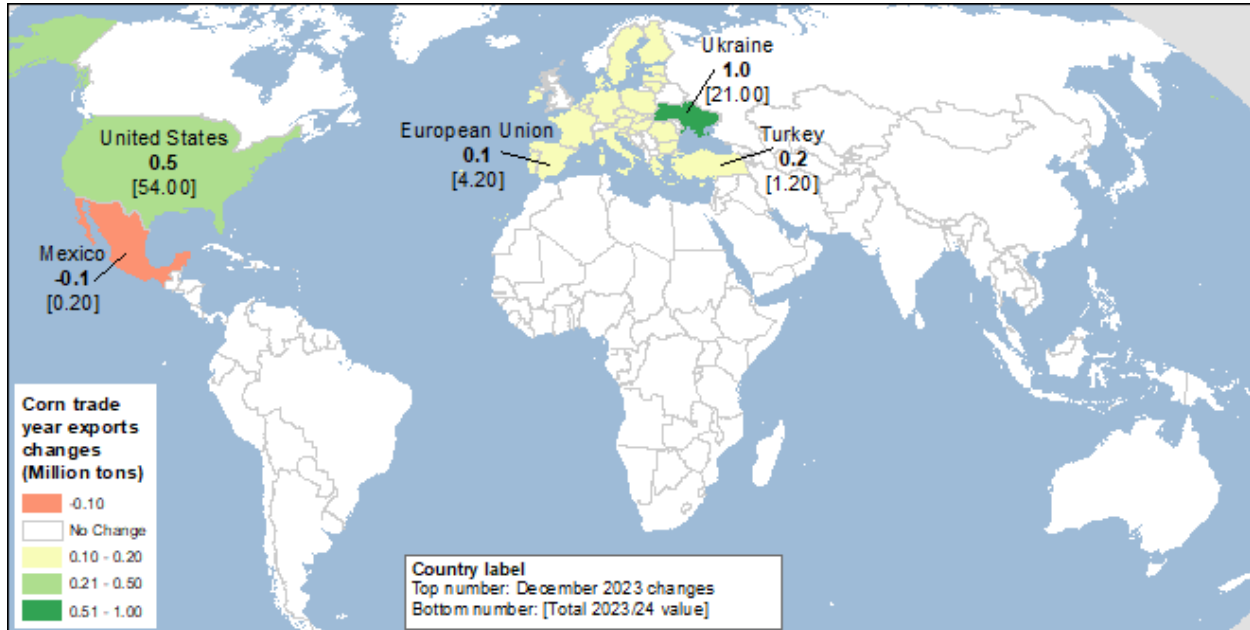 Ukraine
1.0
[21.00]
United States
0.5
[54.00]
European Union
0.1
[4.20]
Turkey
0.2
[1.20]
Mexico
-0.1
[0.20]
Corn trade
year exports
changes
(Million tons)
-0.10
No Change
0.10 - 0.20
0.21 - 0.50
0.51 - 1.00
Country label
Top number: December 2023 changes
Bottom number: [Total 2023/24 value]